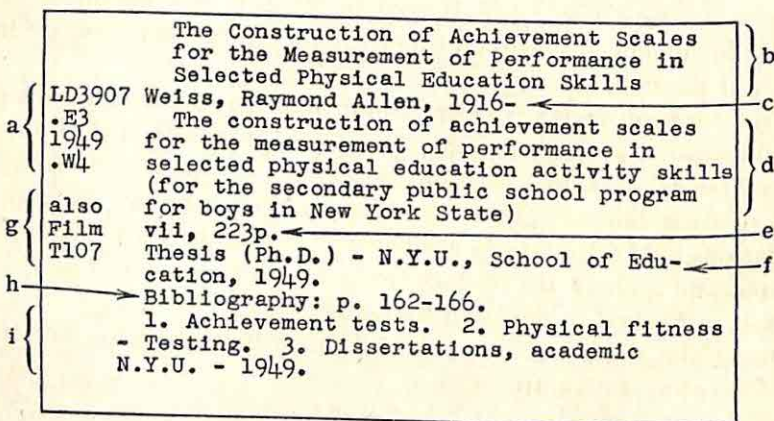 The Construction of Achievement Scales
for the Measurement of Performance in
Selected Physical Education Skills
b
LD3907 Weiss, Raymond Allen, 1916-
c
a
.E3 The construction of achievement scales
1949 for the measurement of performance in
.W4 selected physical education activity skills
d
(for the secondary public school program
also for boys in New York State)
g
Film vii, 223p.
e
T107 Thesis (Ph.D.) - N.Y.U., School of Edu-
f
cation, 1949.
h
Bibliography: p. 162-166.
i
1. Achievement tests. 2. Physical fitness
- Testing. 3. Dissertations, academic
N.Y.U. - 1949.